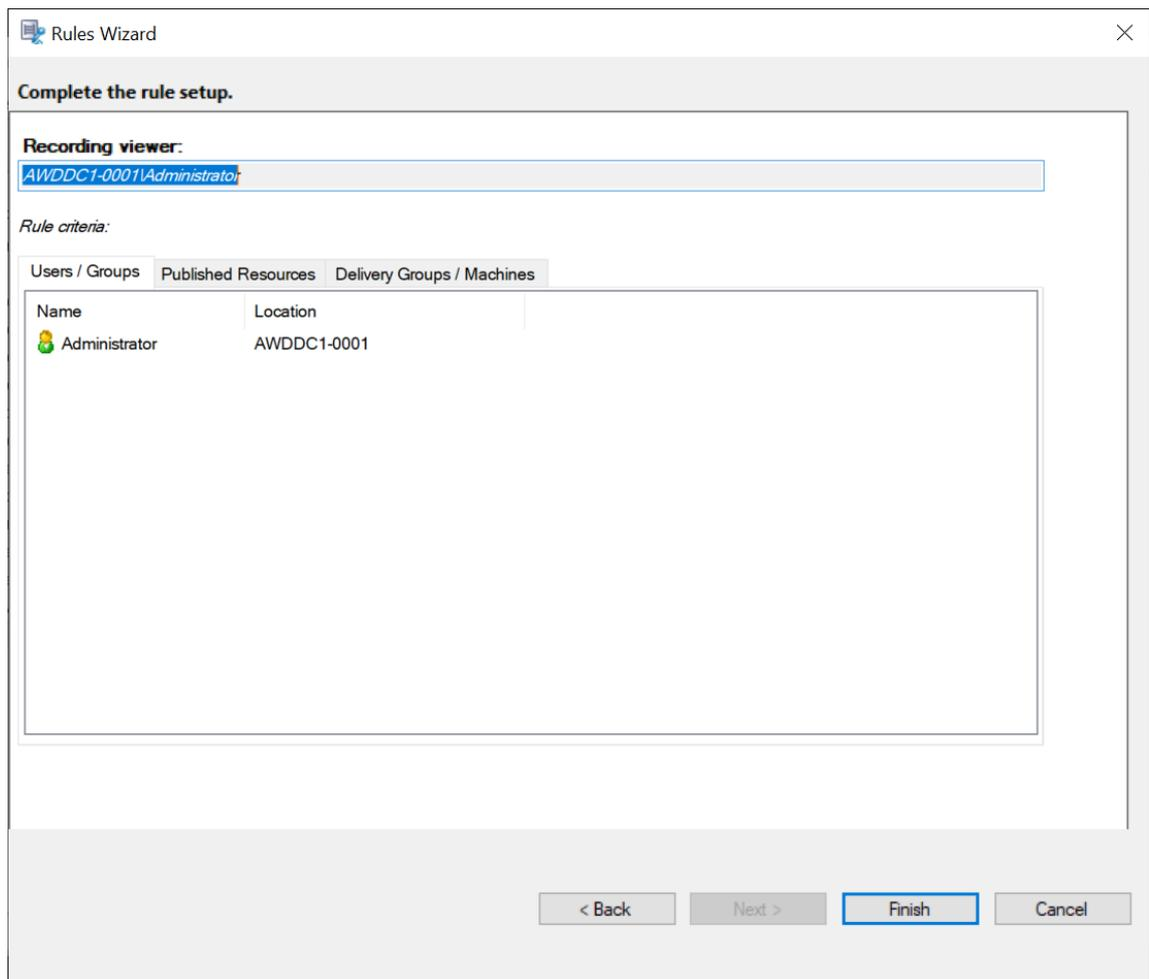 Rules Wizard
Complete the rule setup.
Recording viewer:
AWDDC1-0001\Administrator
Rule criteria:
Users / Groups Published Resources Delivery Groups / Machines
Name Location
Administrator AWDDC1-0001
< Back Next > Finish Cancel